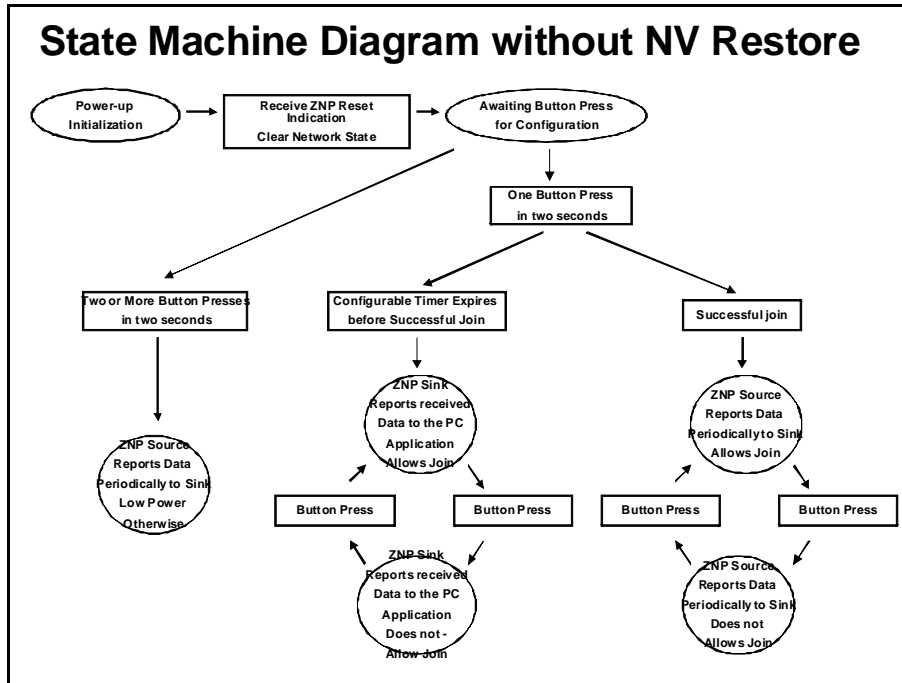 State Machine Diagram without NV Restore
Power-up
Initialization
Receive ZNP Reset
Indication
Clear Network State
Awaiting Button Press
for Configuration
One Button Press
in two seconds
Two or More Button Presses
in two seconds
Configurable Timer Expires
before Successful Join
Successful join
ZNP Source
Reports Data
Periodically to Sink
Low Power
Otherwise
ZNP Sink
Reports received
Data to the PC
Application
Allows Join
ZNP Source
Reports Data
Periodically to Sink
Allows Join
Button Press
Button Press
Button Press
Button Press
ZNP Sink
Reports received
Data to the PC
Application
Does not -
Allow Join
ZNP Source
Reports Data
Periodically to Sink
Does not
Allows Join